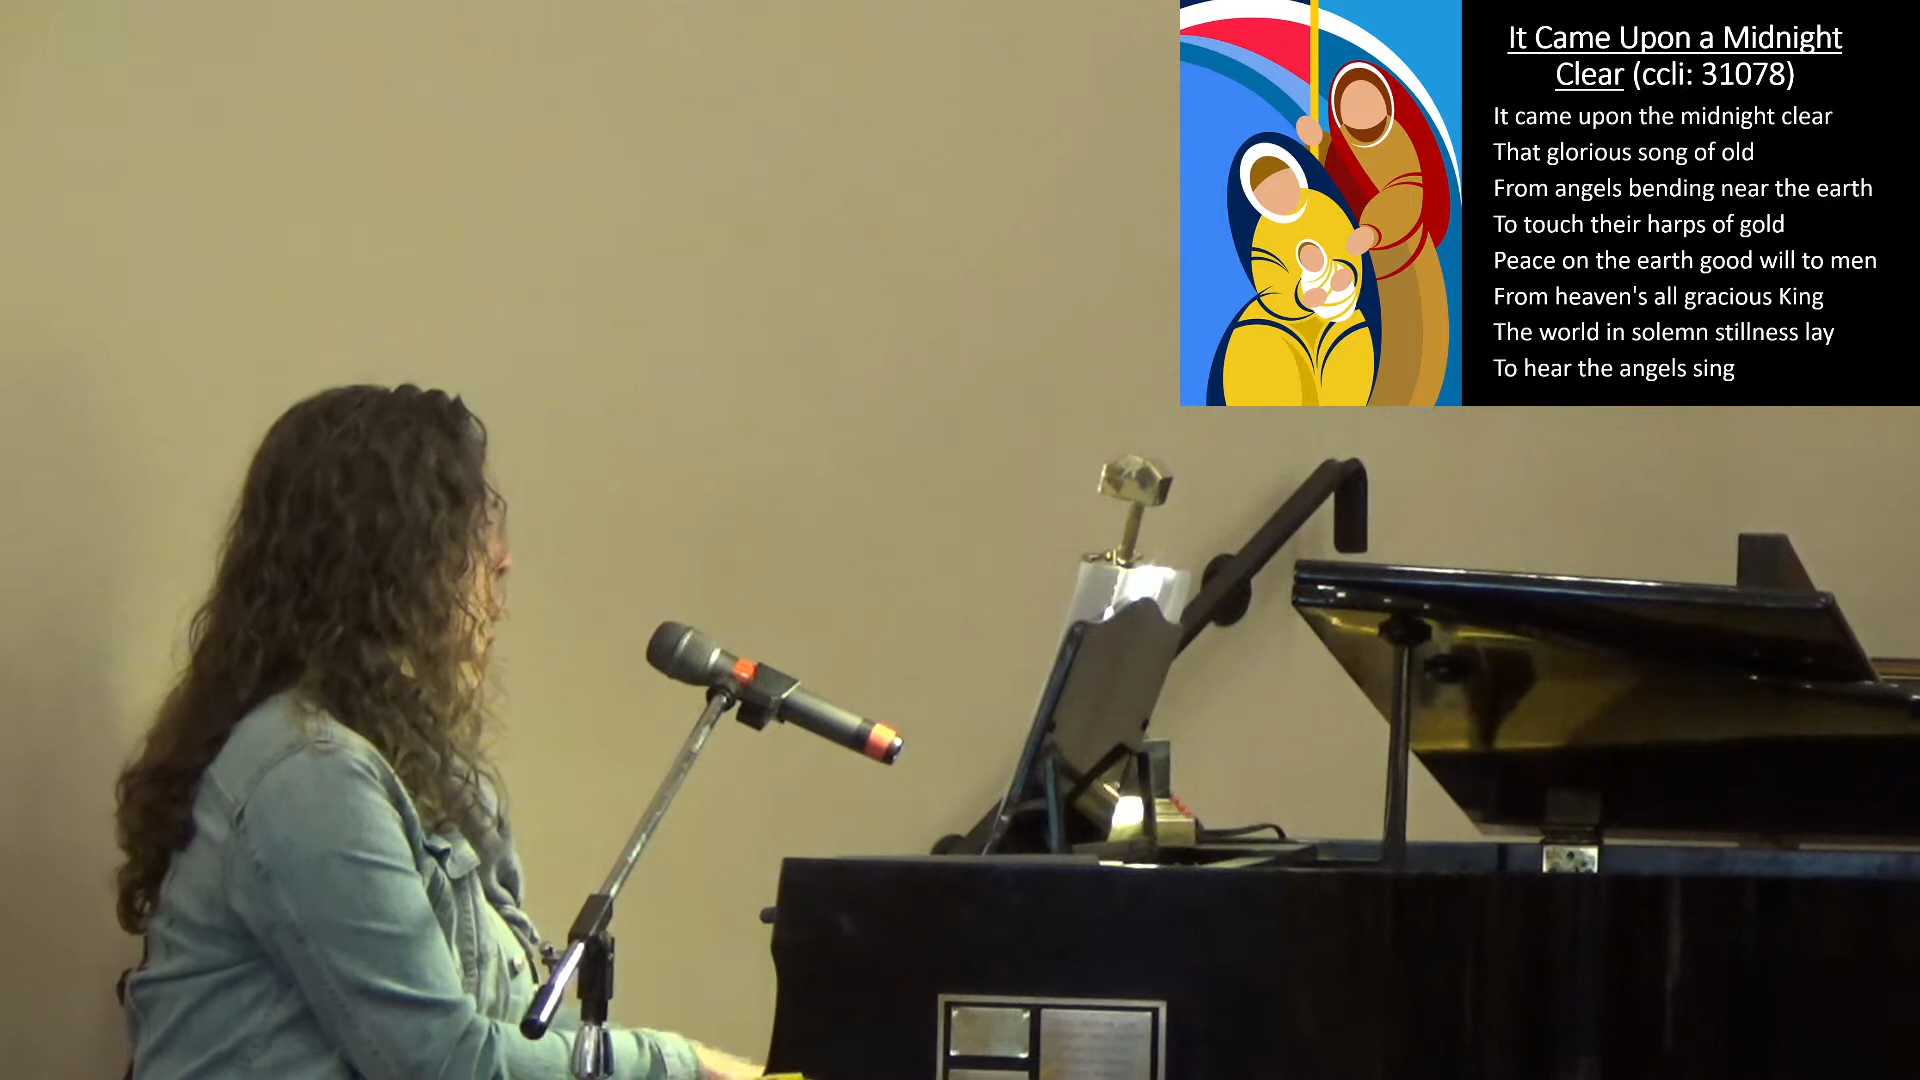 It Came Upon a Midnight
Clear (ccli: 31078)
It came upon the midnight clear
That glorious song of old
From angels bending near the earth
To touch their harps of gold
Peace on the earth good will to men
From heaven's all gracious King
The world in solemn stillness lay
To hear the angels sing